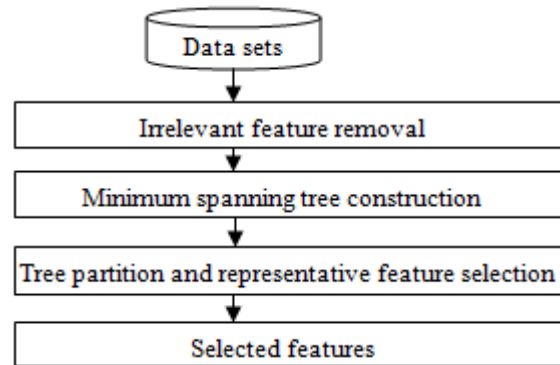 Data sets
Irrelevant feature removal
Minimum spanning tree construction
Tree partition and representative feature selection
Selected features